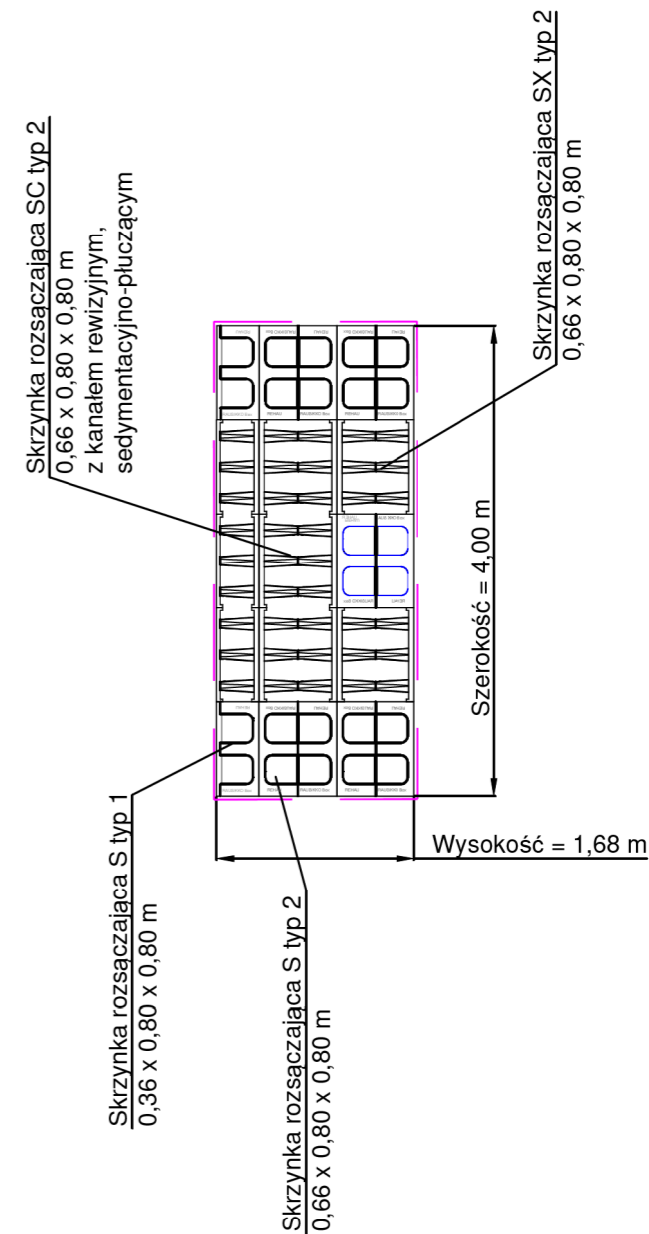 Skrzynka rozsączająca SC typ 2
0,66 x 0,80 x 0,80 m
z kanałem rewizyjnym,
sedymentacyjno-płuczącym
Skrzynka rozsączająca SX typ 2
0,66 x 0,80 x 0,80 m
Szerokość = 4,00 m
Wysokość = 1,68 m
Skrzynka rozsączająca S typ 1
0,36 x 0,80 x 0,80 m
Skrzynka rozsączająca S typ 2
0,66 x 0,80 x 0,80 m